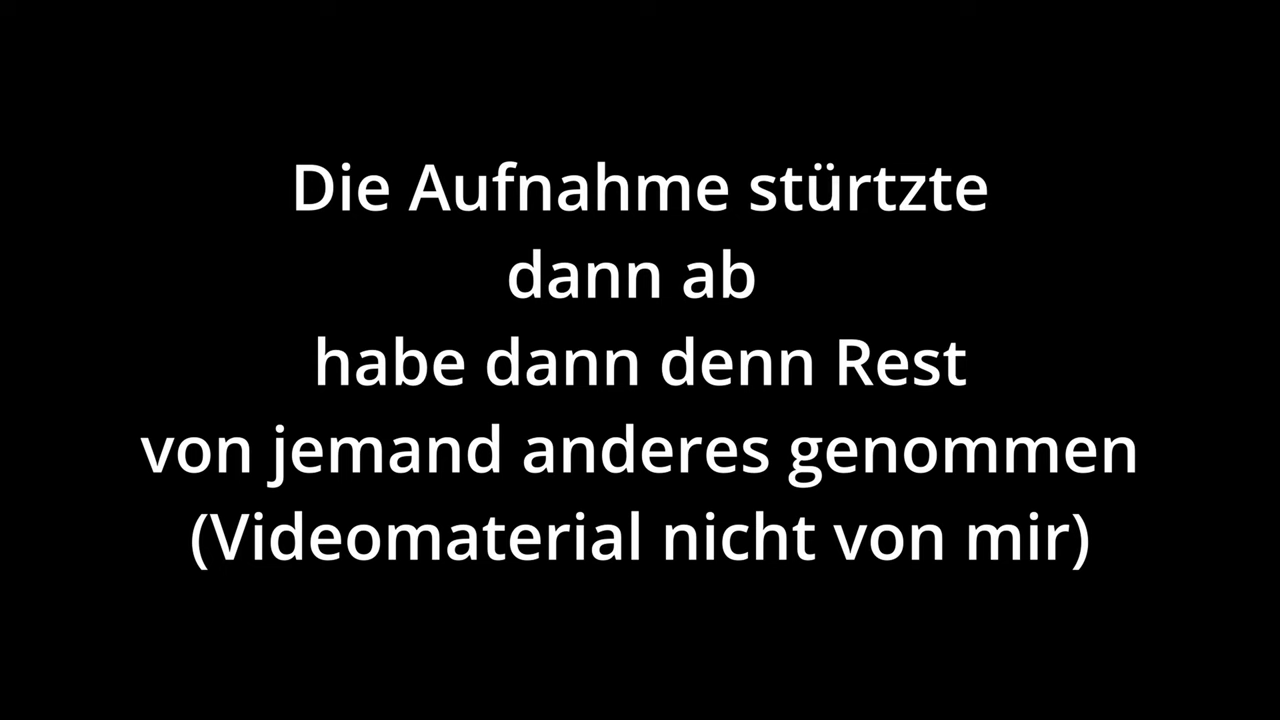 Die Aufnahme stürtzte
dann ab
habe dann denn Rest
von jemand anderes genommen
(Videomaterial nicht von mir)